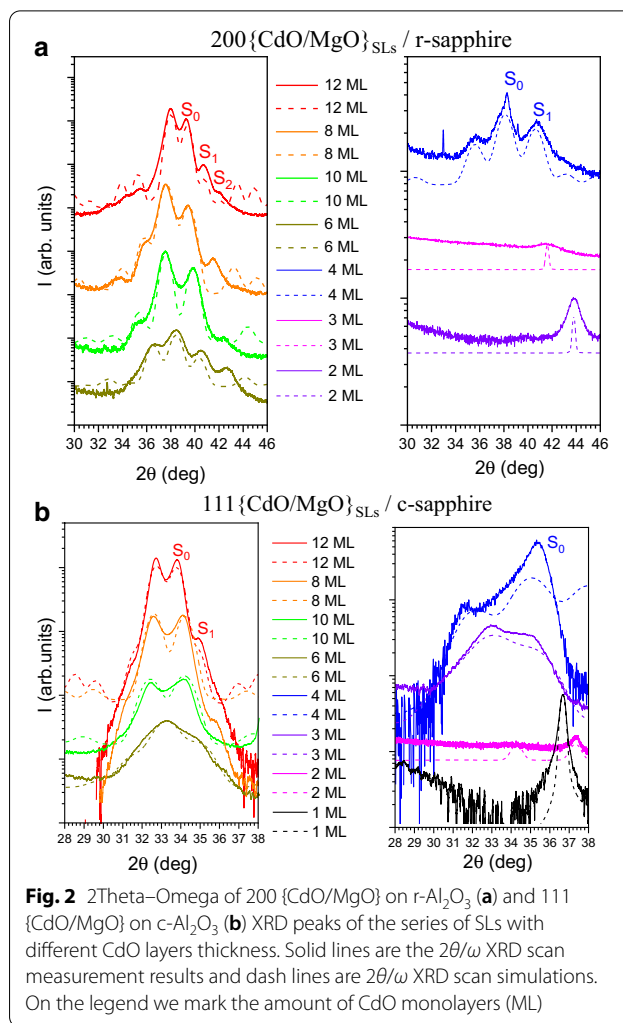 a
200{CdO/MgO}SLs / r-sapphire
I (arb. units)
S0
S1
S2
12 ML
12 ML
8 ML
8 ML
10 ML
10 ML
6 ML
6 ML
4 ML
4 ML
3 ML
3 ML
2 ML
2 ML
S0
S1
30 32 34 36 38 40 42 44 46
2θ (deg)
30 32 34 36 38 40 42 44 46
2θ (deg)
b
111{CdO/MgO}SLs / c-sapphire
I (arb.units)
S0
S1
12 ML
12 ML
8 ML
8 ML
10 ML
10 ML
6 ML
6 ML
4 ML
4 ML
3 ML
3 ML
2 ML
2 ML
1 ML
1 ML
S0
28 29 30 31 32 33 34 35 36 37 38
2θ (deg)
28 29 30 31 32 33 34 35 36 37 38
2θ (deg)
Fig. 2 2Theta–Omega of 200 {CdO/MgO} on r-Al2O3 (a) and 111
{CdO/MgO} on c-Al2O3 (b) XRD peaks of the series of SLs with
different CdO layers thickness. Solid lines are the 2θ/ω XRD scan
measurement results and dash lines are 2θ/ω XRD scan simulations.
On the legend we mark the amount of CdO monolayers (ML)